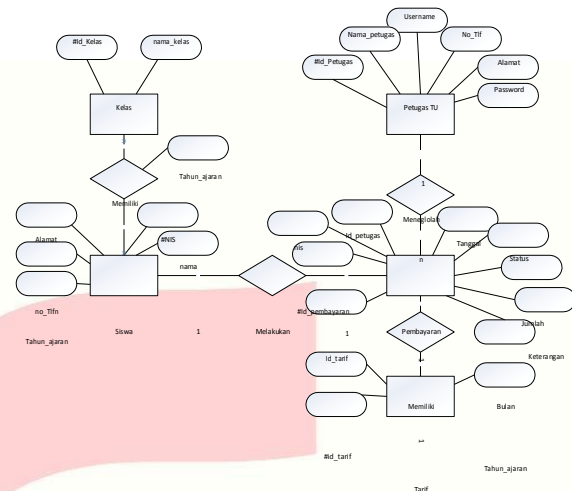 Username
#Id_Kelas
nama_kelas
Nama_petugas
No_Tlf
#Id_Petugas
Alamat
Password
Kelas
Petugas TU
Tahun_ajaran
1
Memiliki
Meneglolah
Id_petugas
Alamat
#NIS
nis
Tanggal
Status
n
nama
no_Tlfn
#Id_pembayaran
Jumlah
Siswa
1
Melakukan
1
Pembayaran
Tahun_ajaran
Keterangan
Id_tarif
1
Memiliki
Bulan
1
#id_tarif
Tahun_ajaran
Tarif